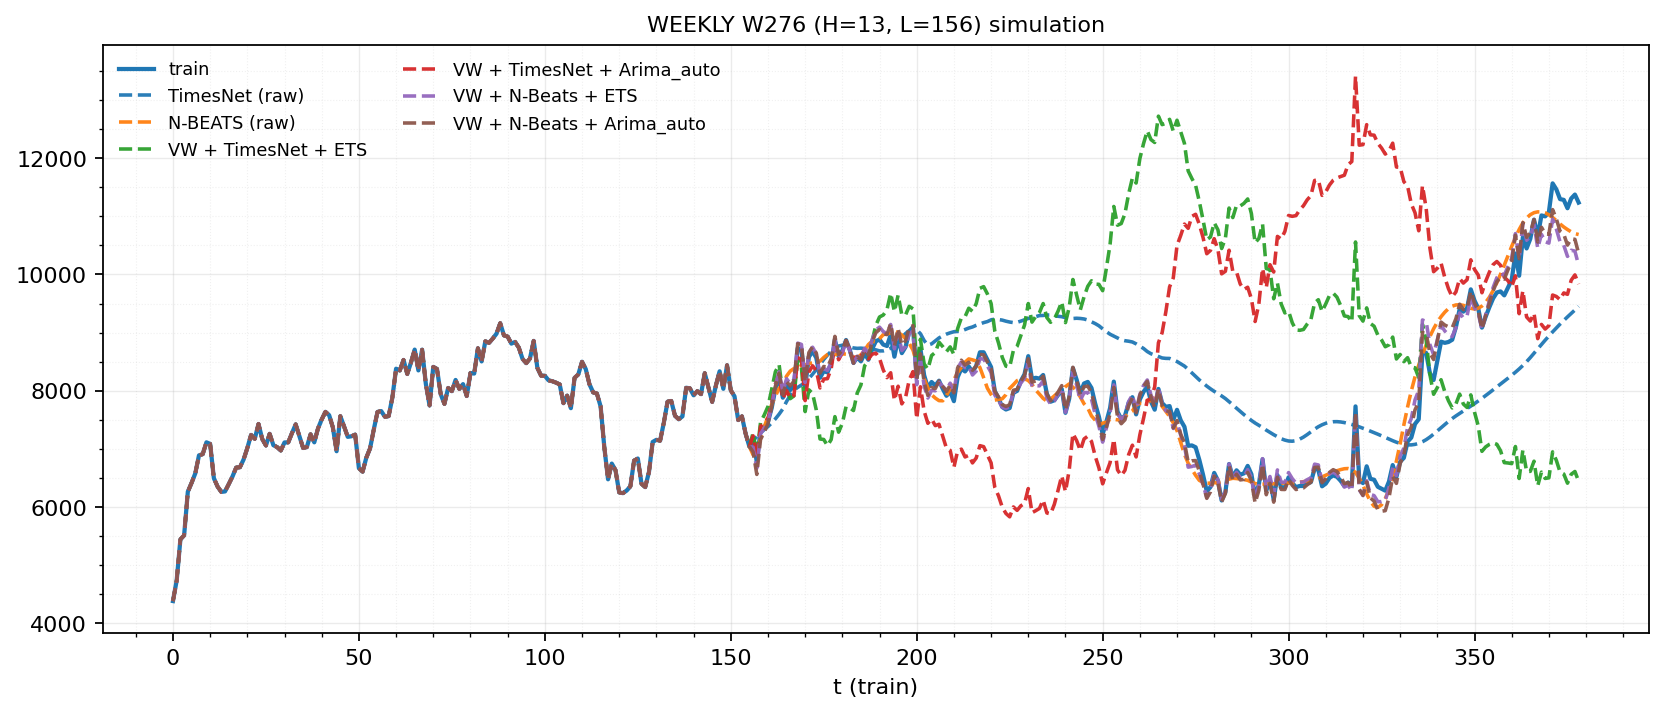 WEEKLY W276 (H=13, L=156) simulation
train
TimesNet (raw)
N-BEATS (raw)
VW + TimesNet + ETS
VW + TimesNet + Arima_auto
VW + N-Beats + ETS
VW + N-Beats + Arima_auto
12000
10000
8000
6000
4000
0 50 100 150 200 250 300 350
t (train)